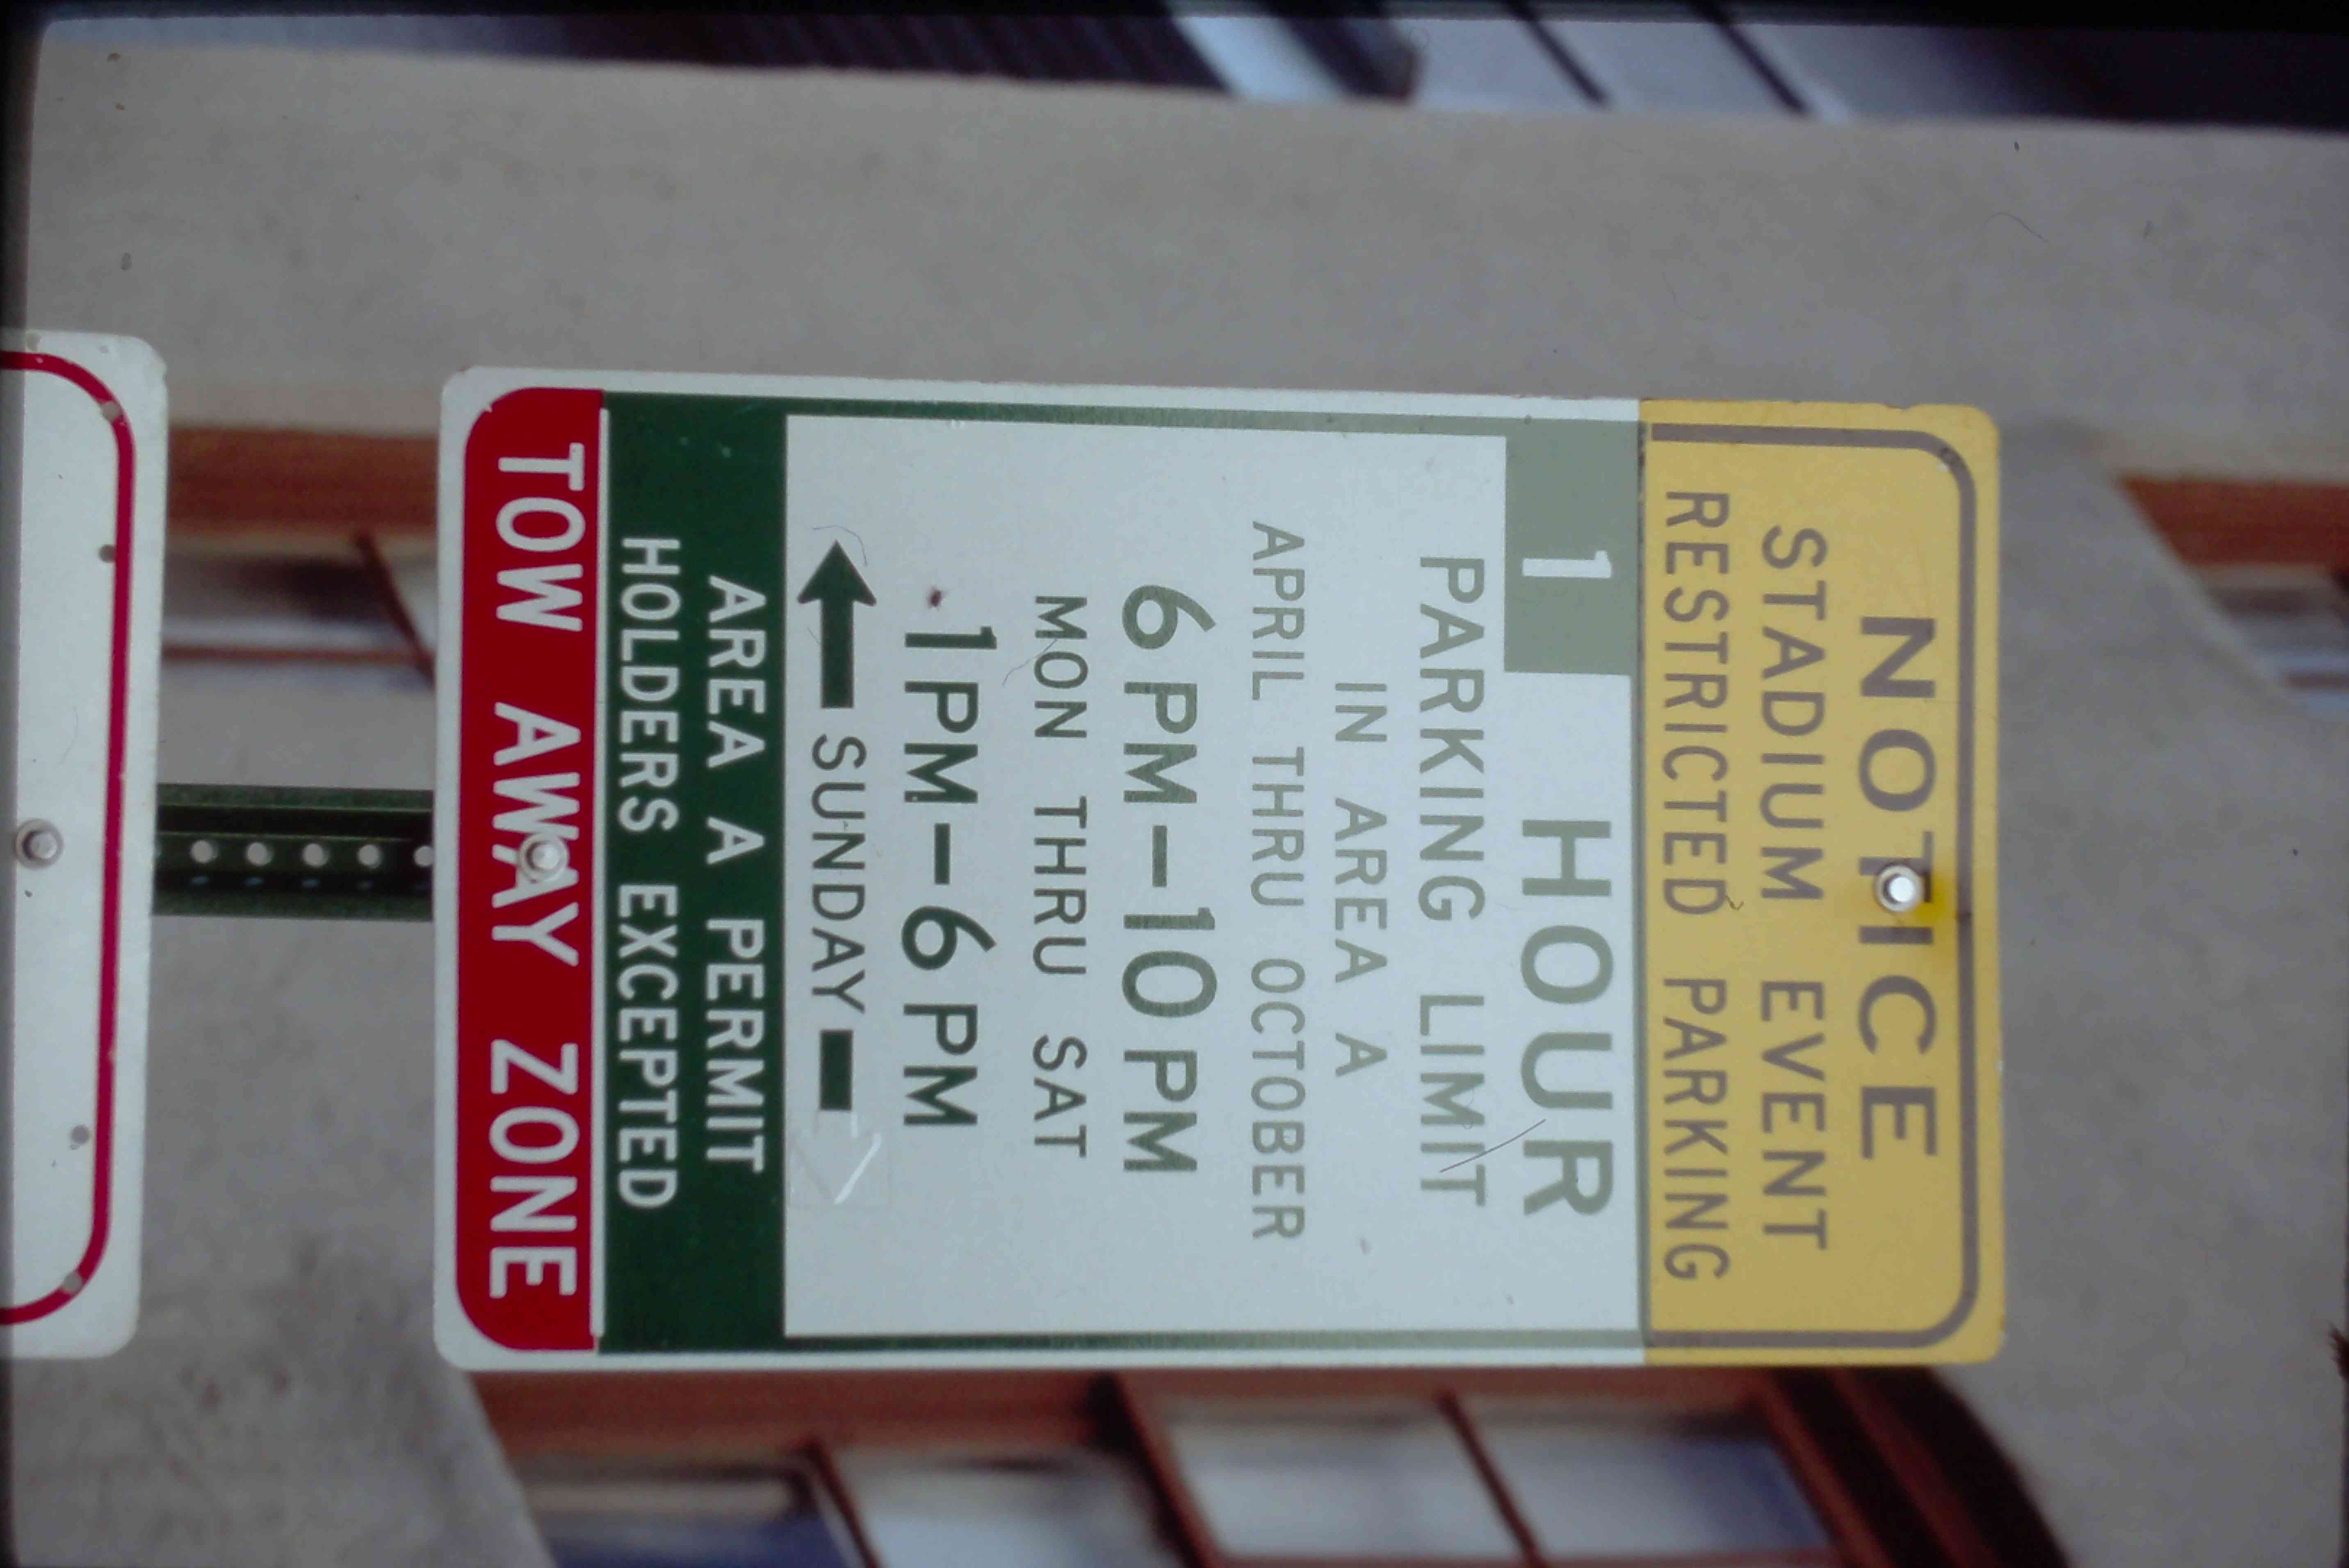 NOTICE
STADIUM EVENT
RESTRICTED PARKING
1 HOUR
PARKING LIMIT
IN AREA A
APRIL THRU OCTOBER
6 PM-10 PM
MON THRU SAT
1 PM-6 PM
SUNDAY
AREA A PERMIT
HOLDERS EXCEPTED
TOW AWAY ZONE